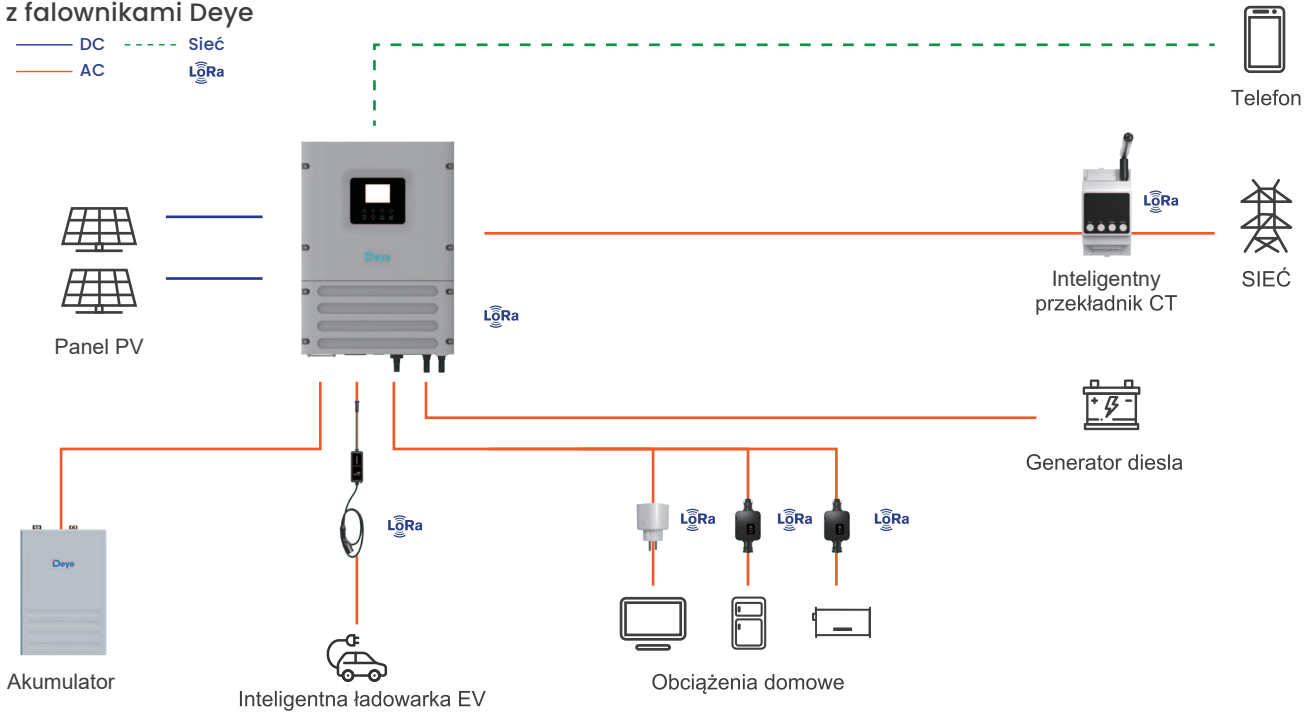 z falownikami Deye
DC
Sieć
AC
LoRa
Telefon
LoRa
Deye
Inteligentny
przekładnik CT
SIEĆ
LoRa
Panel PV
Generator diesla
LoRa
LoRa
LoRa
LoRa
Deye
Akumulator
Inteligentna ładowarka EV
Obciążenia domowe